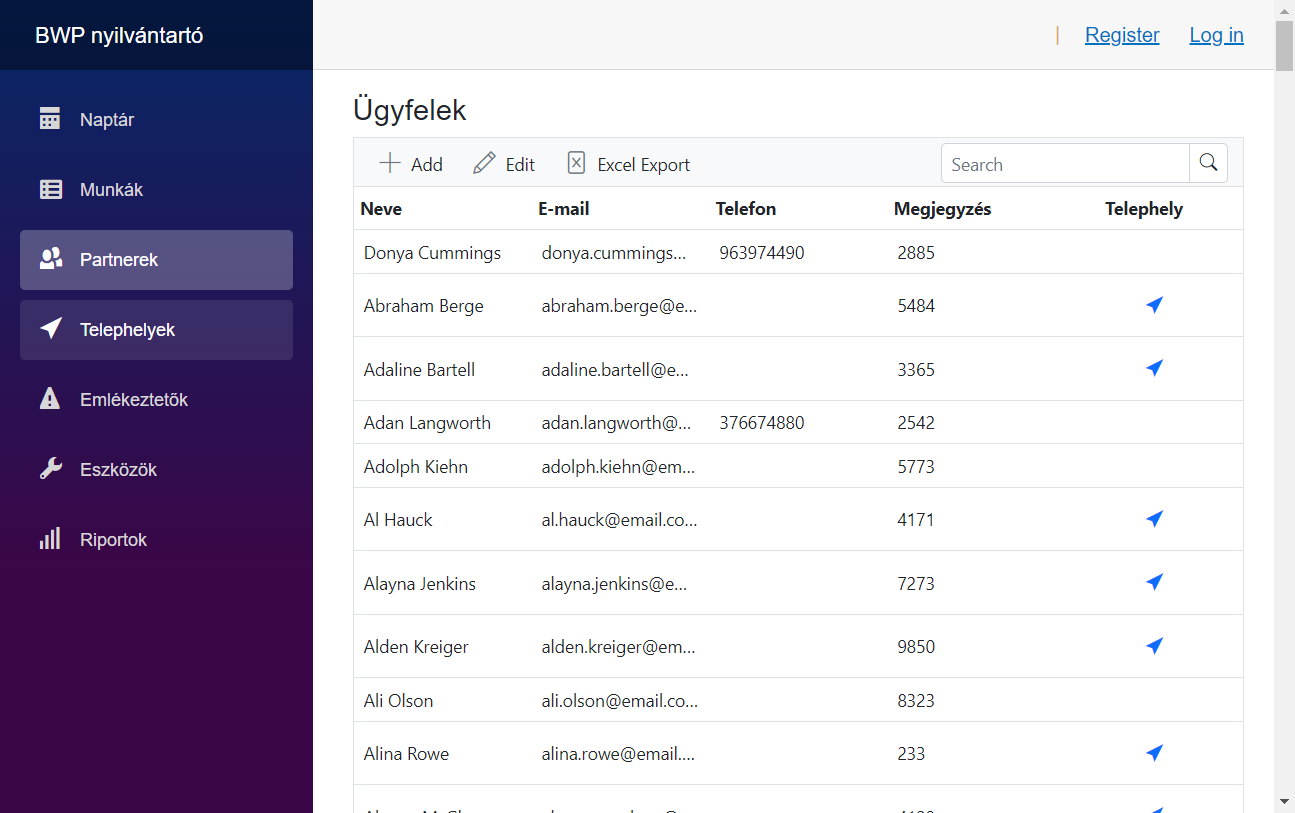 BWP nyilvántartó
| Register Log in
Naptár
Munkák
Partnerek
Telephelyek
Emlékeztetők
Eszközök
Riportok
Ügyfelek
Add Edit Excel Export Search
Neve E-mail Telefon Megjegyzés Telephely
Donya Cummings donya.cummings... 963974490 2885
Abraham Berge abraham.berge@e... 5484
Adaline Bartell adaline.bartell@e... 3365
Adan Langworth adan.langworth@... 376674880 2542
Adolph Kiehn adolph.kiehn@em... 5773
Al Hauck al.hauck@email.co... 4171
Alayna Jenkins alayna.jenkins@e... 7273
Alden Kreiger alden.kreiger@em... 9850
Ali Olson ali.olson@email.co... 8323
Alina Rowe alina.rowe@email.... 233